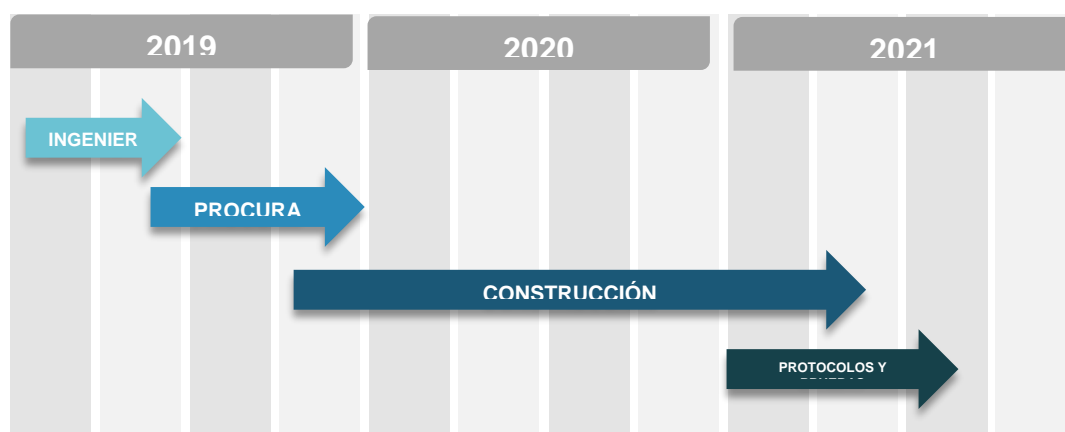 2019
2020
2021
INGENIER
PROCURA
CONSTRUCCIÓN
PROTOCOLOS Y